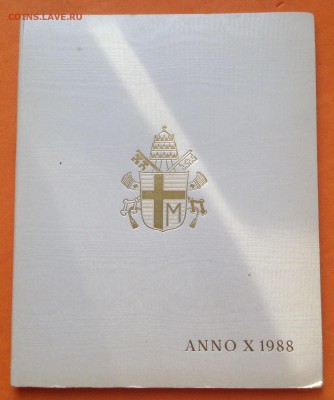 COINS.LAVE.RU
M
ANNO X 1988